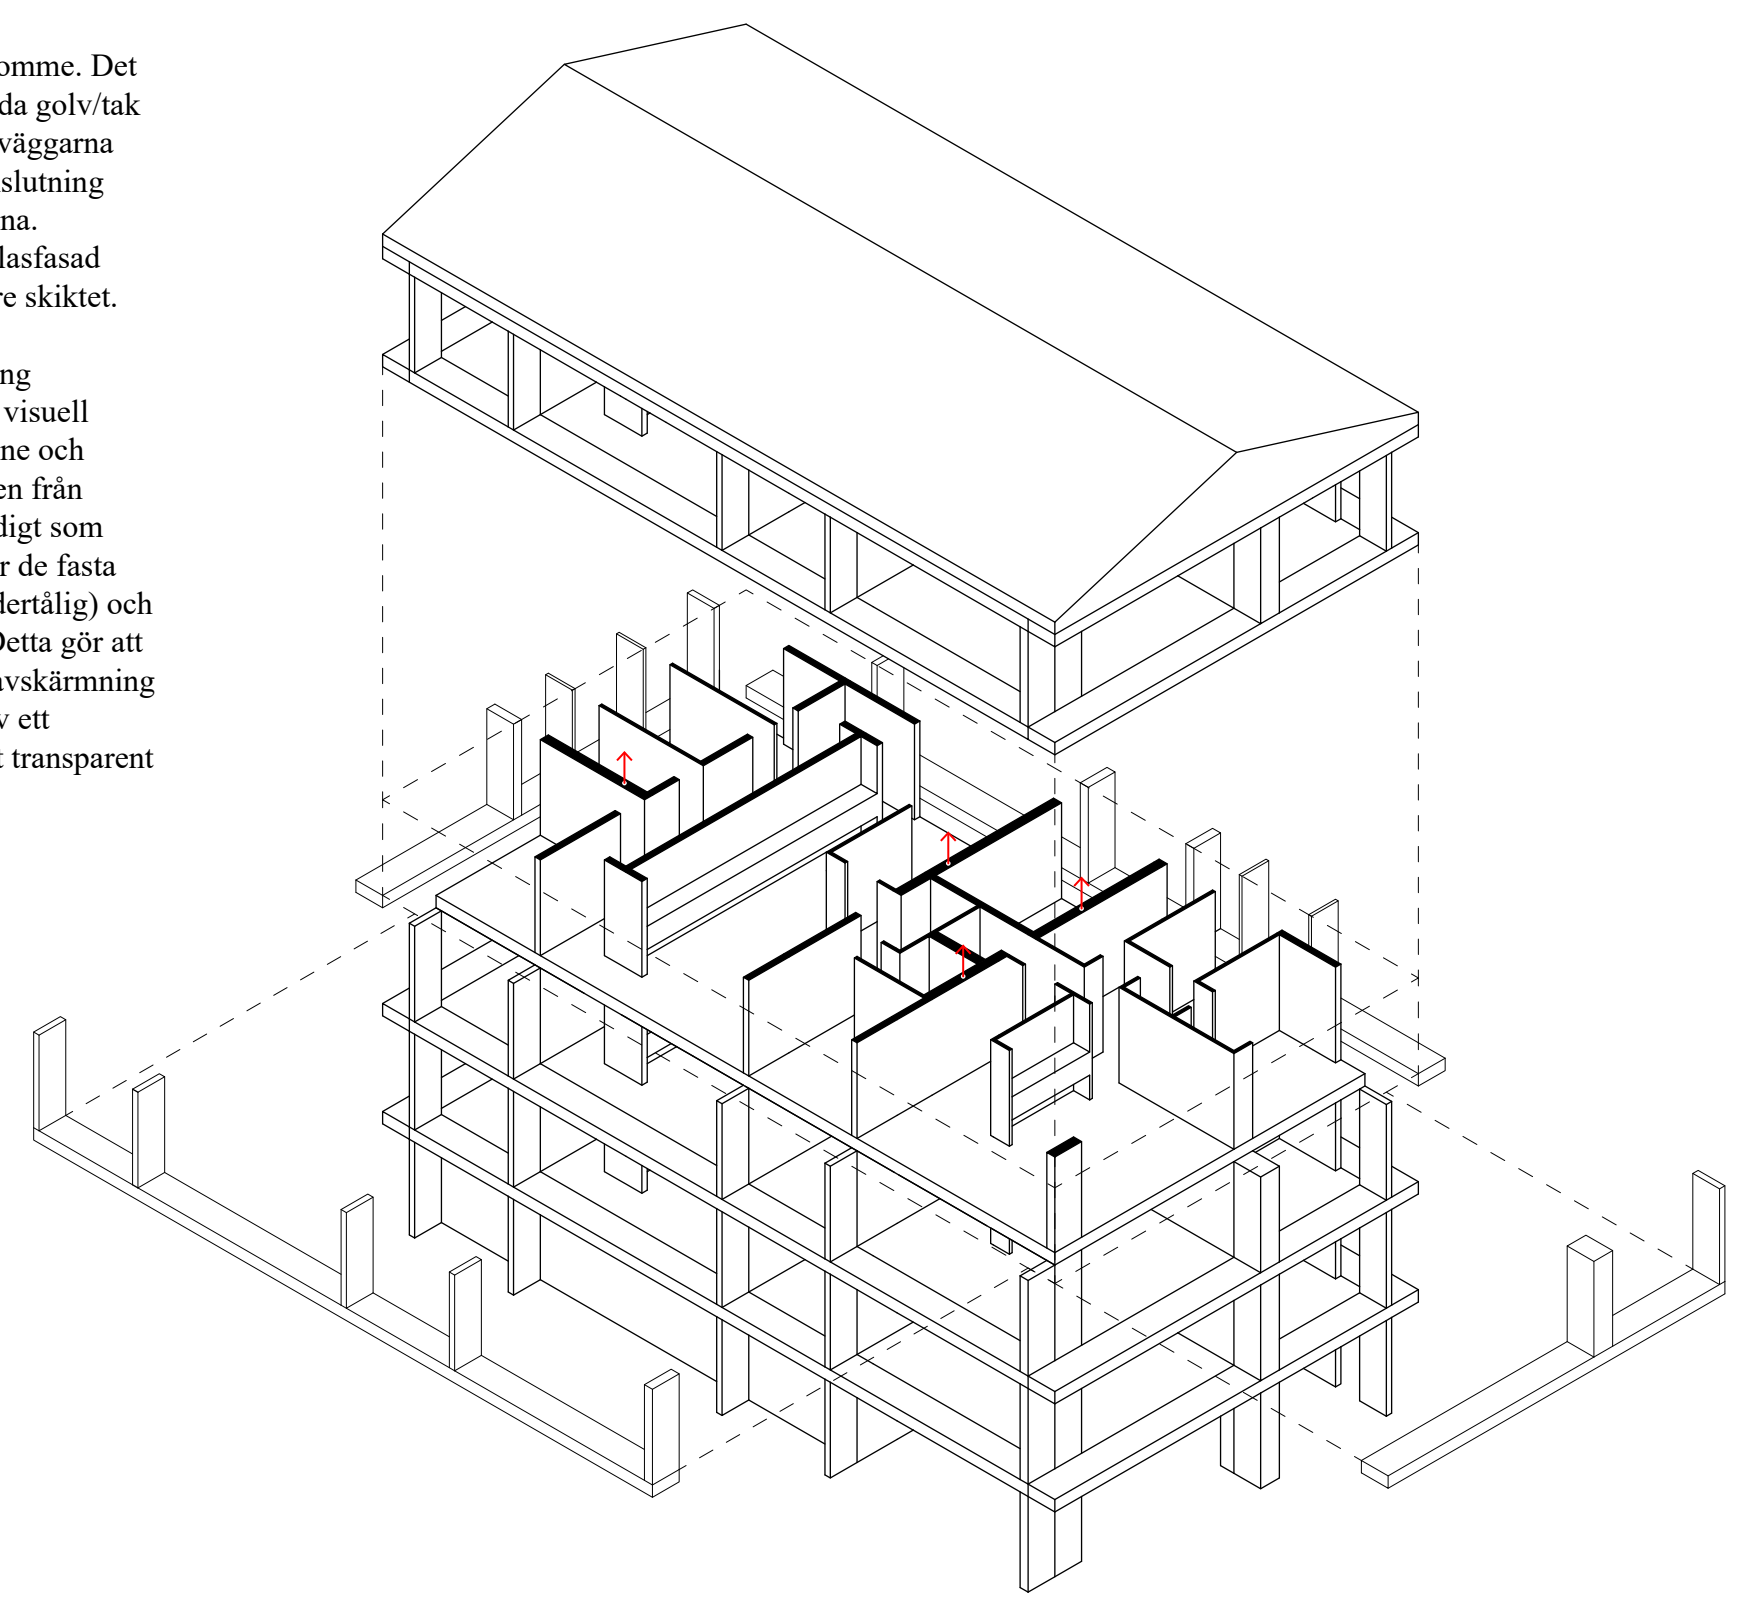 omme. Det
da golv/tak
väggarna
slutning
na.
lasfasad
re skiktet.
ng
visuell
ne och
en från
digt som
r de fasta
dertålig) och
Detta gör att
avskärmning
v ett
t transparent